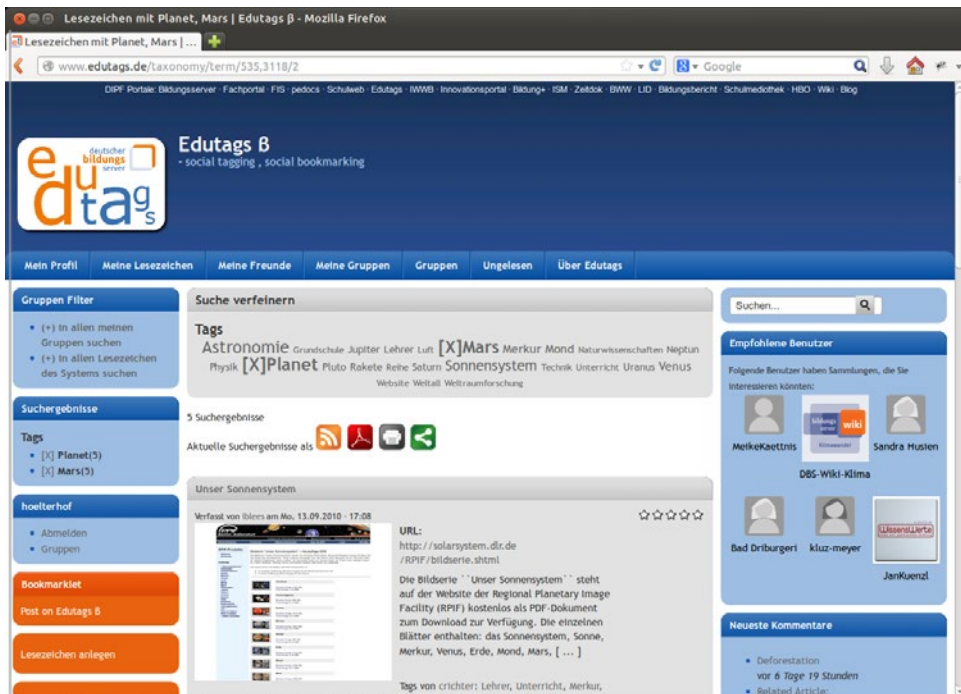 Lesezeichen mit Planet, Mars | Edutags β - Mozilla Firefox
Lesezeichen mit Planet, Mars | ...
www.edutags.de/taxonomy/term/535,3118/2
Google
DIPF Portale: Bildungsserver · Fachportal · FIS · pedocs · Schulweb · Edutags · IWWB · Innovationsportal · Bildung+ · ISM · Zeitdok · BWW · LID · Bildungsbericht · Schulmediothek · HBO · Wiki · Blog
edutags
deutscher
bildungs
server
Edutags β
- social tagging , social bookmarking
Mein Profil
Meine Lesezeichen
Meine Freunde
Meine Gruppen
Gruppen
Ungelesen
Über Edutags
Gruppen Filter
(+) In allen meinen
Gruppen suchen
(+) In allen Lesezeichen
des Systems suchen
Suchergebnisse
Tags
[X] Planet(5)
[X] Mars(5)
hoelterhof
Abmelden
Gruppen
Bookmarklet
Post on Edutags β
Lesezeichen anlegen
Suche verfeinern
Tags
Astronomie Grundschule Jupiter Lehrer Luft [X]Mars Merkur Mond Naturwissenschaften Neptun
Physik [X]Planet Pluto Rakete Reihe Saturn Sonnensystem Technik Unterricht Uranus Venus
Website Weltall Weltraumforschung
5 Suchergebnisse
Aktuelle Suchergebnisse als
Unser Sonnensystem
Verfasst von iblees am Mo, 13.09.2010 - 17:08
URL:
http://solarsystem.dlr.de
/RPIF/bildserie.shtml
Die Bildserie ``Unser Sonnensystem`` steht
auf der Website der Regional Planetary Image
Facility (RPIF) kostenlos als PDF-Dokument
zum Download zur Verfügung. Die einzelnen
Blätter enthalten: das Sonnensystem, Sonne,
Merkur, Venus, Erde, Mond, Mars, [ ... ]
Tags von crichter: Lehrer, Unterricht, Merkur,
Suchen...
Empfohlene Benutzer
Folgende Benutzer haben Sammlungen, die Sie
interessieren könnten:
MeikeKaettnis
bildungs
server
wiki
Klimawandel
DBS-Wiki-Klima
Sandra Husien
Bad Driburgeri
kluz-meyer
WissensWerte
JanKuenzl
Neueste Kommentare
Deforestation
vor 6 Tage 19 Stunden
Related Article: